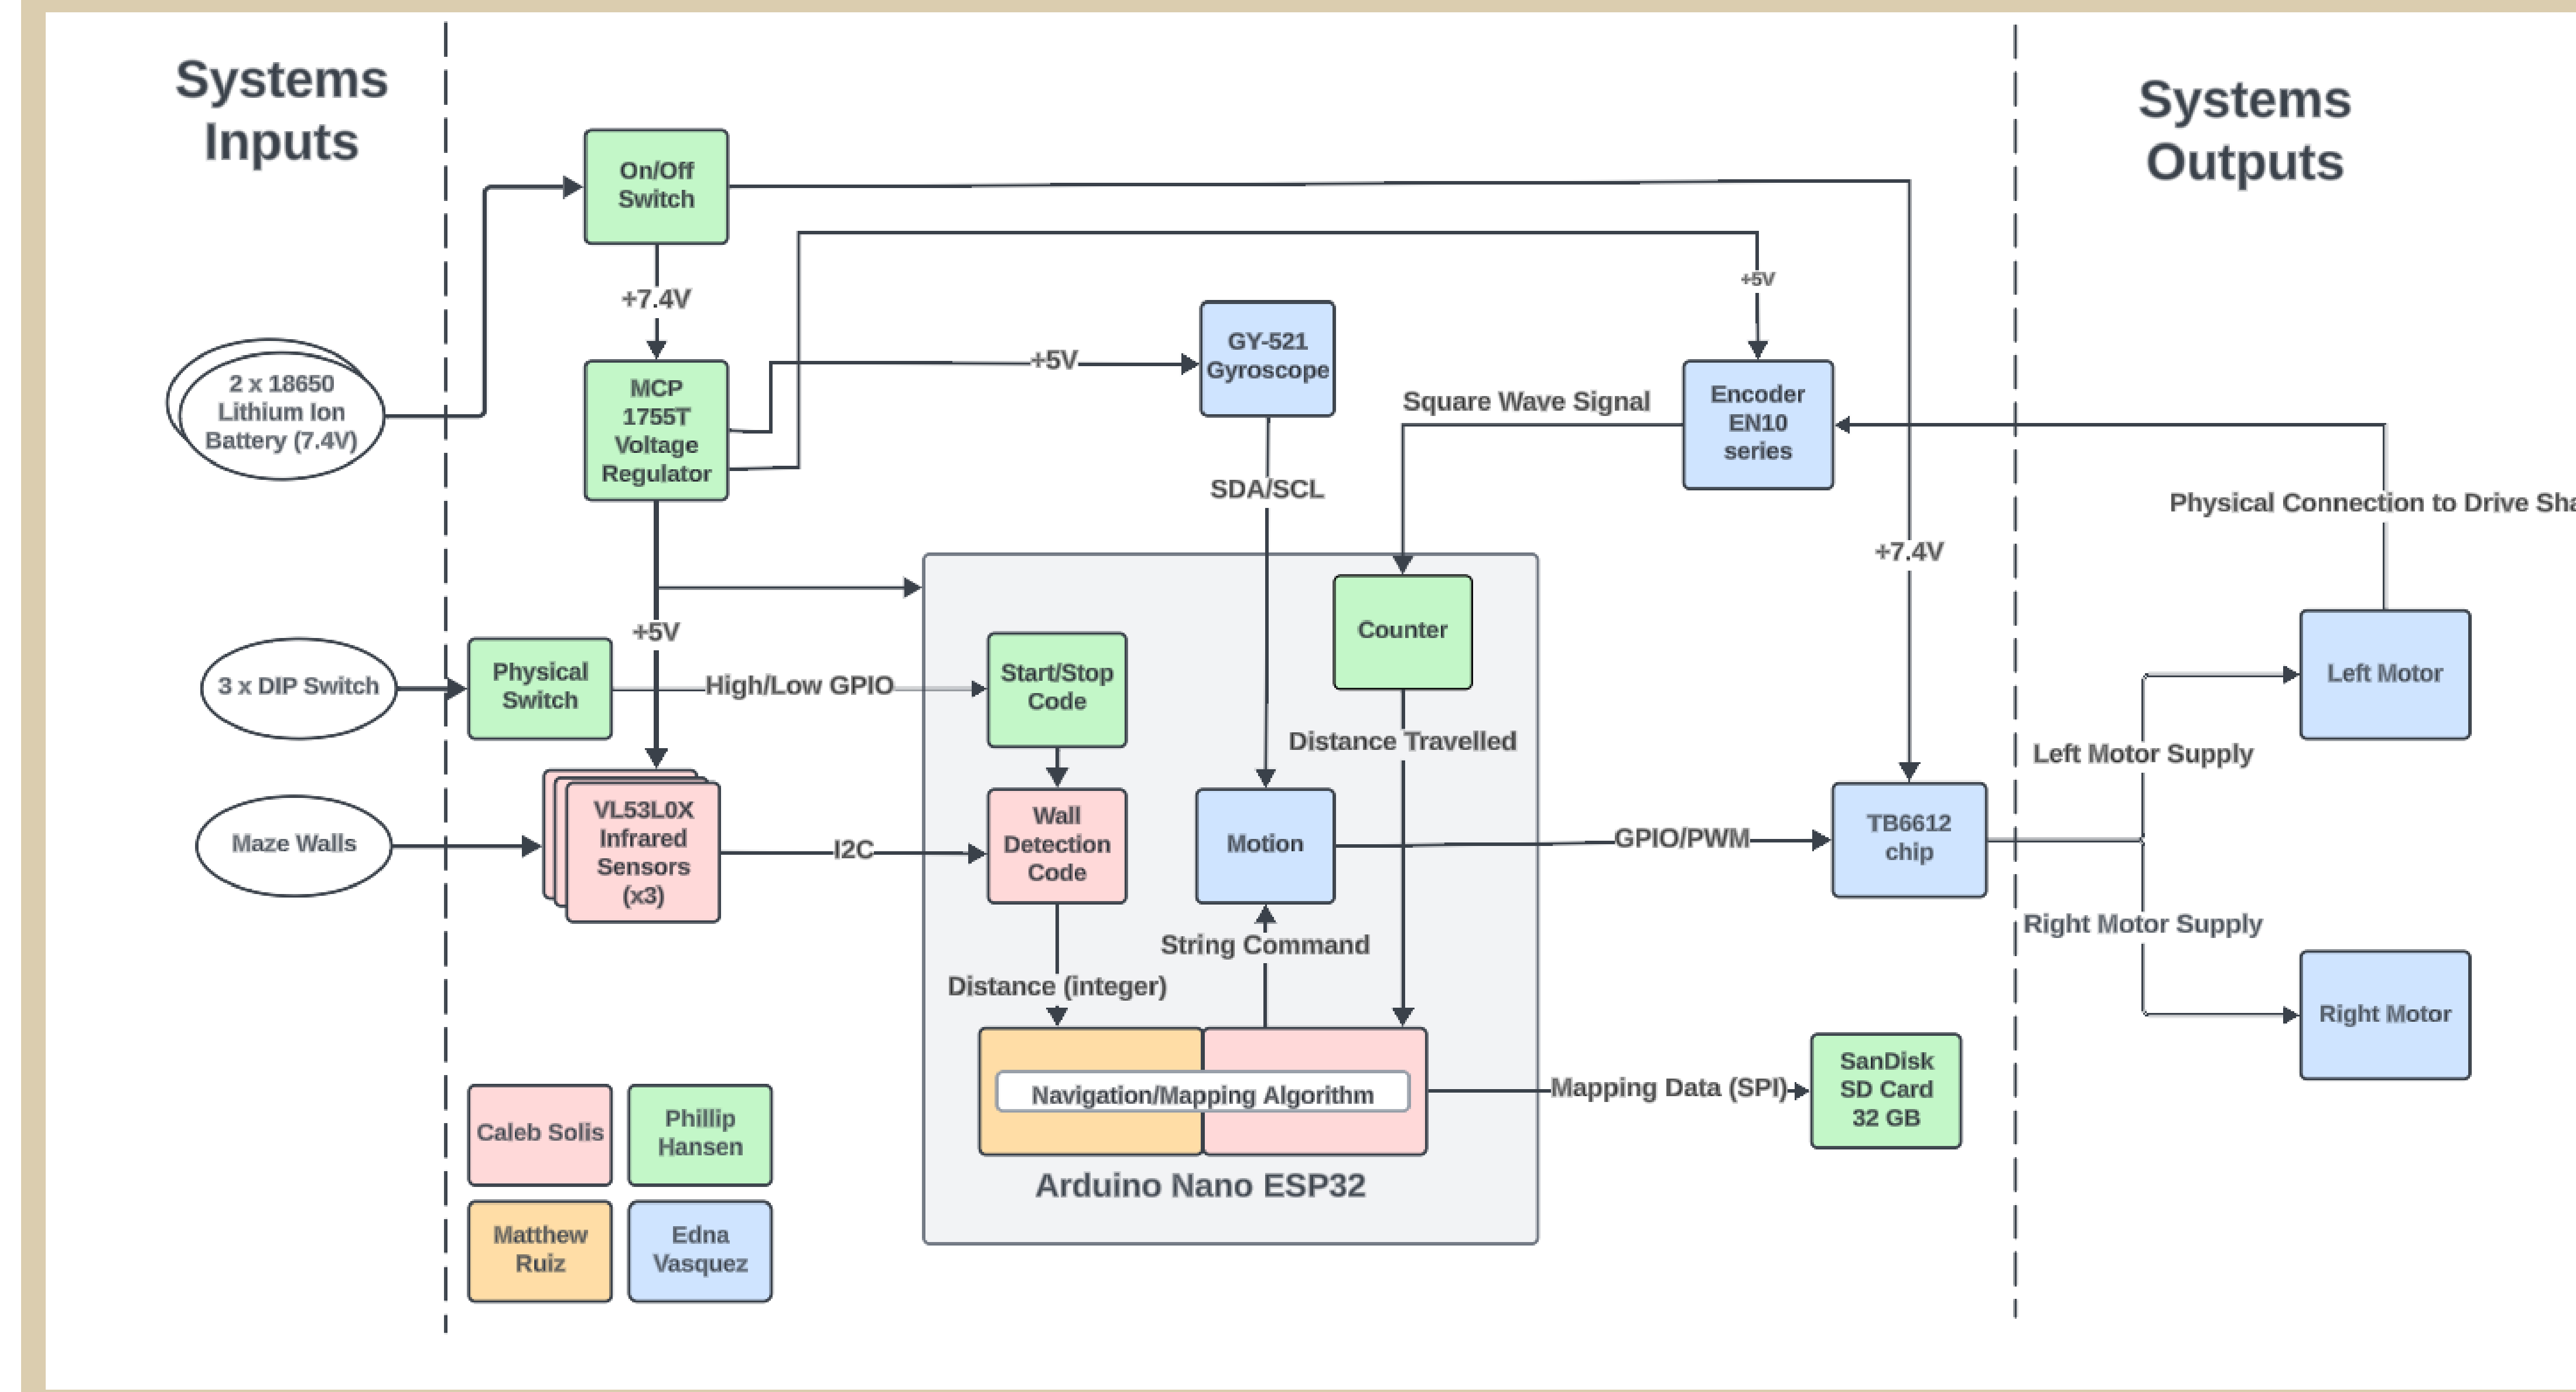 Systems
Inputs
Systems
Outputs
On/Off
Switch
+7.4V
+5V
2 x 18650
Lithium Ion
Battery (7.4V)
MCP
1755T
Voltage
Regulator
+5V
GY-521
Gyroscope
Square Wave Signal
Encoder
EN10
series
SDA/SCL
Physical Connection to Drive Sha
+7.4V
+5V
3 x DIP Switch
Physical
Switch
High/Low GPIO
Start/Stop
Code
Counter
Left Motor
Distance Travelled
Left Motor Supply
Maze Walls
VL53L0X
Infrared
Sensors
(x3)
I2C
Wall
Detection
Code
Motion
GPIO/PWM
TB6612
chip
String Command
Right Motor Supply
Distance (integer)
Right Motor
Navigation/Mapping Algorithm
Mapping Data (SPI)
SanDisk
SD Card
32 GB
Arduino Nano ESP32
Caleb Solis
Phillip
Hansen
Matthew
Ruiz
Edna
Vasquez